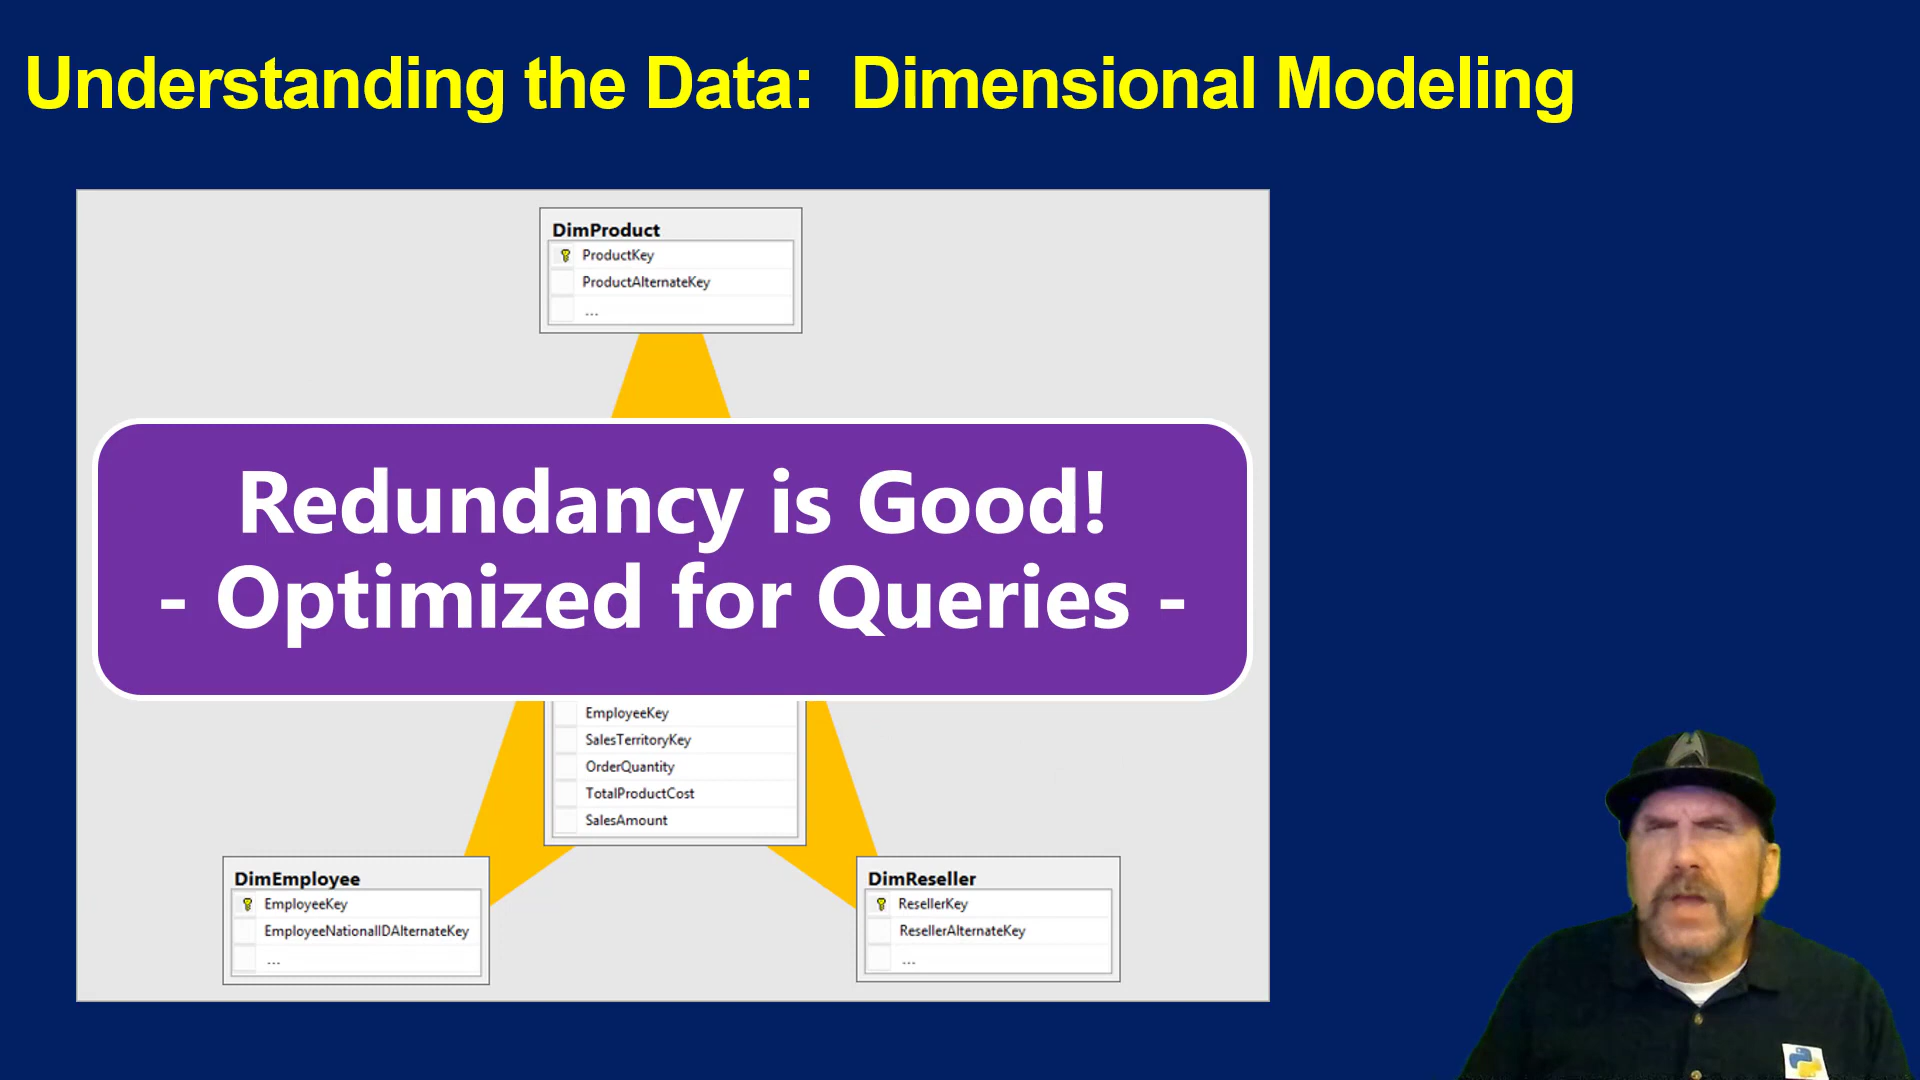 Understanding the Data: Dimensional Modeling
DimProduct
ProductKey
ProductAlternateKey
...
Redundancy is Good!
- Optimized for Queries -
EmployeeKey
SalesTerritoryKey
OrderQuantity
TotalProductCost
SalesAmount
DimEmployee
EmployeeKey
EmployeeNationalIDAlternateKey
...
DimReseller
ResellerKey
ResellerAlternateKey
...